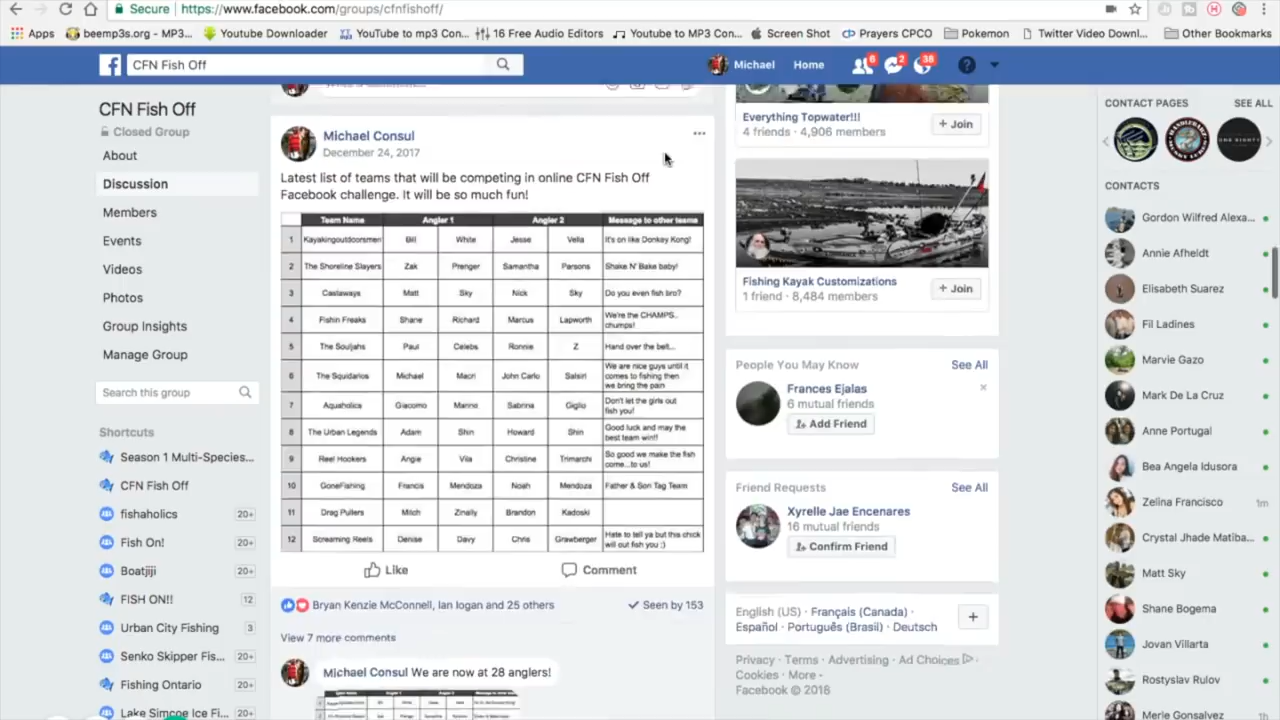 Secure https://www.facebook.com/groups/cfnfishoff/
Apps beemp3s.org - MP3... Youtube Downloader YouTube to mp3 Con... 16 Free Audio Editors Youtube to MP3 Con... Screen Shot Prayers CPCO Pokemon Twitter Video Downl... Other Bookmarks
CFN Fish Off Michael Home 6 2 38
CFN Fish Off
Closed Group
About
Discussion
Members
Events
Videos
Photos
Group Insights
Manage Group
Search this group
Shortcuts
Season 1 Multi-Species...
CFN Fish Off
fishaholics 20+
Fish On! 20+
Boatjiji 20+
FISH ON!! 12
Urban City Fishing 3
Senko Skipper Fis... 20+
Fishing Ontario 20+
Lake Simcoe Ice Fi...
Michael Consul
December 24, 2017
Latest list of teams that will be competing in online CFN Fish Off
Facebook challenge. It will be so much fun!
Team Name Angler 1 Angler 2 Message to other teams
1 Kayakingoutdoorsmen Bill White Jesse Vella It's on like Donkey Kong!
2 The Shoreline Slayers Zak Prenger Samantha Parsons Shake N' Bake baby!
3 Castaways Matt Sky Nick Sky Do you even fish bro?
4 Fishin Freaks Shane Richard Marcus Lapworth We're the CHAMPS..
chumps!
5 The Souljahs Paul Celebs Ronnie Z Hand over the belt...
6 The Squidarios Michael Macri John Carlo Salsiri We are nice guys until it
comes to fishing then
we bring the pain
7 Aquaholics Giacomo Marino Sabrina Gigliu Don't let the girls out
fish you!
8 The Urban Legends Adam Shin Howard Shin Good luck and may the
best team win!!
9 Reel Hookers Angie Vila Christine Trimarchi So good we make the fish
come...to us!
10 GoneFishing Francis Mendoza Noah Mendoza Father & Son Tag Team
11 Drag Pullers Mitch Zinally Brandon Kadoski
12 Screaming Reels Denise Davy Chris Grawberger Hate to tell ya but this chick
will out fish you ;)
Like Comment
Bryan Kenzie McConnell, Ian logan and 25 others Seen by 153
View 7 more comments
Michael Consul We are now at 28 anglers!
Everything Topwater!!!
4 friends · 4,906 members
+ Join
Fishing Kayak Customizations
1 friend · 8,484 members
+ Join
People You May Know See All
Frances Ejalas
6 mutual friends
Add Friend
Friend Requests See All
Xyrelle Jae Encenares
16 mutual friends
Confirm Friend
English (US) · Français (Canada) ·
Español · Português (Brasil) · Deutsch
Privacy · Terms · Advertising · Ad Choices ·
Cookies · More
Facebook © 2018
CONTACT PAGES SEE ALL
CONTACTS
Gordon Wilfred Alexa...
Annie Afheldt
Elisabeth Suarez
Fil Ladines
Marvie Gazo
Mark De La Cruz
Anne Portugal
Bea Angela Idusora
Zelina Francisco 1m
Crystal Jhade Matiba...
Matt Sky
Shane Bogema
Jovan Villarta
Rostyslav Rulov
Merie Gonzalez 1h